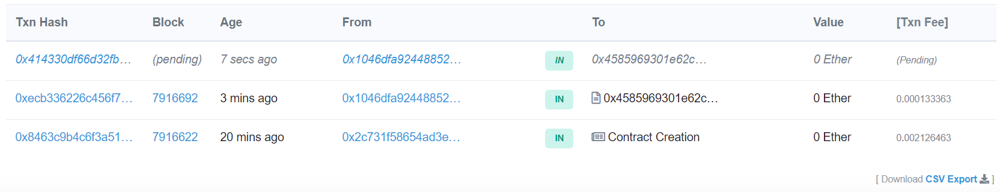 Txn Hash Block Age From To Value [Txn Fee]
0x414330df66d32fb... (pending) 7 secs ago 0x1046dfa92448852... IN 0x4585969301e62c... 0 Ether (Pending)
0xecb336226c456f7... 7916692 3 mins ago 0x1046dfa92448852... IN 0x4585969301e62c... 0 Ether 0.000133363
0x8463c9b4c6f3a51... 7916622 20 mins ago 0x2c731f58654ad3e... IN Contract Creation 0 Ether 0.002126463
[ Download CSV Export ]